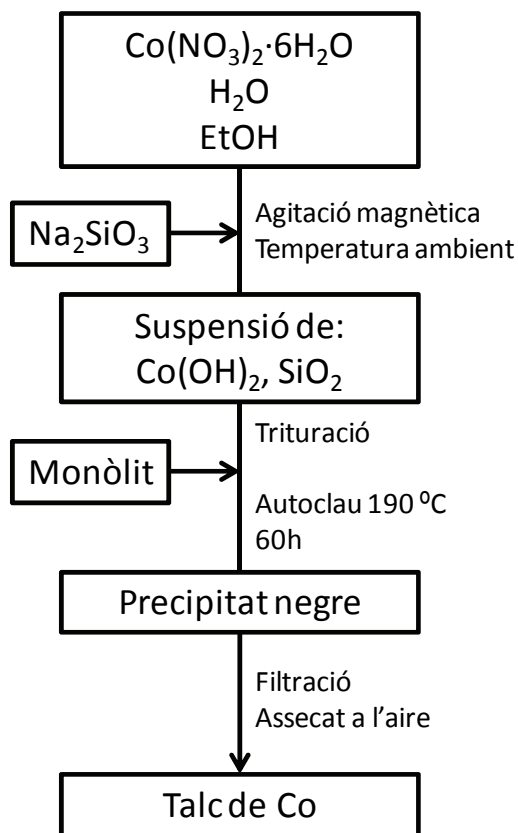 Co(NO₃)₂·6H₂O
H₂O
EtOH
Na₂SiO₃
Agitació magnètica
Temperatura ambient
Suspensió de:
Co(OH)₂, SiO₂
Trituració
Monòlit
Autoclau 190 ⁰C
60h
Precipitat negre
Filtració
Assecat a l’aire
Talc de Co